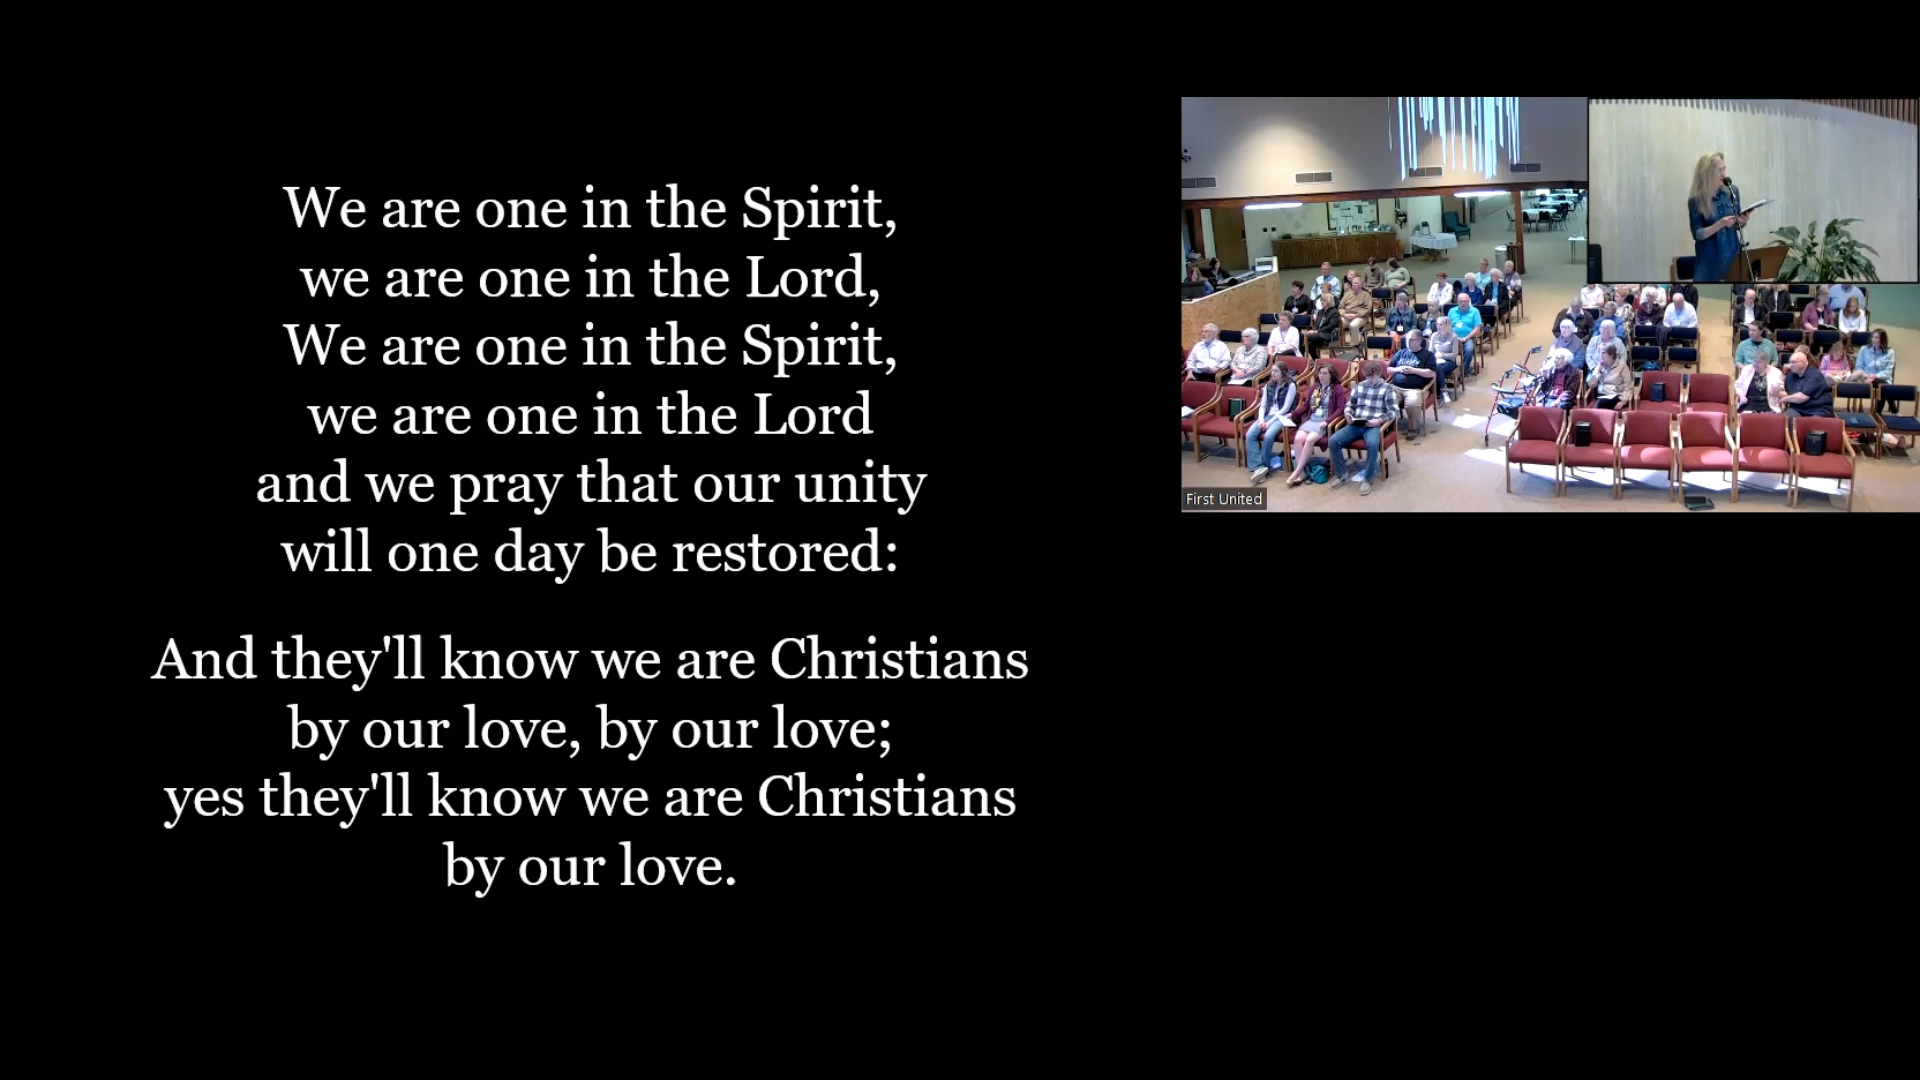 We are one in the Spirit,
we are one in the Lord,
We are one in the Spirit,
we are one in the Lord
and we pray that our unity
will one day be restored:
And they'll know we are Christians
by our love, by our love;
yes they'll know we are Christians
by our love.
First United